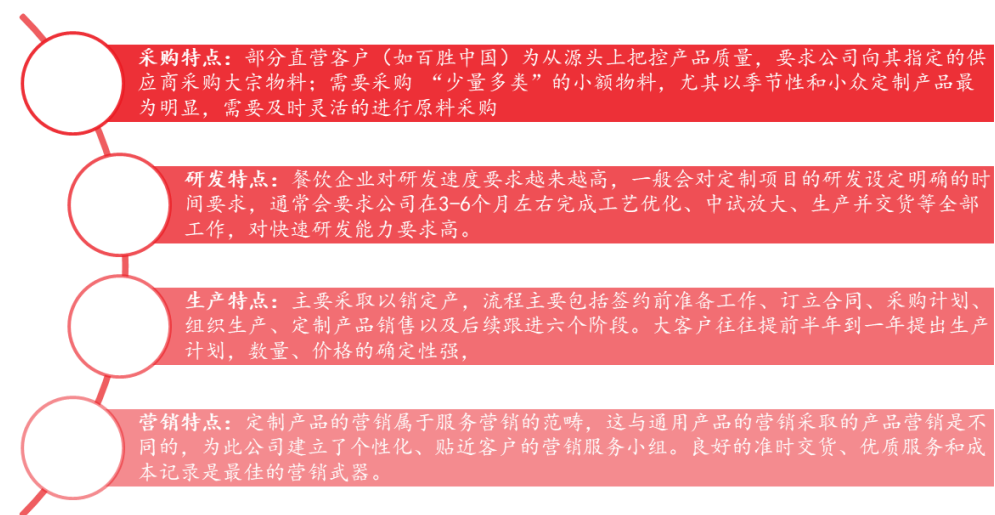 采购特点：部分直营客户（如百胜中国）为从源头上把控产品质量，要求公司向其指定的供
应商采购大宗物料；需要采购 “少量多类”的小额物料，尤其以季节性和小众定制产品最
为明显，需要及时灵活的进行原料采购
研发特点：餐饮企业对研发速度要求越来越高，一般会对定制项目的研发设定明确的时
间要求，通常会要求公司在3-6个月左右完成工艺优化、中试放大、生产并交货等全部
工作，对快速研发能力要求高。
生产特点：主要采取以销定产，流程主要包括签约前准备工作、订立合同、采购计划、
组织生产、定制产品销售以及后续跟进六个阶段。大客户往往提前半年到一年提出生产
计划，数量、价格的确定性强，
营销特点：定制产品的营销属于服务营销的范畴，这与通用产品的营销采取的产品营销是不
同的，为此公司建立了个性化、贴近客户的营销服务小组。良好的准时交货、优质服务和成
本记录是最佳的营销武器。